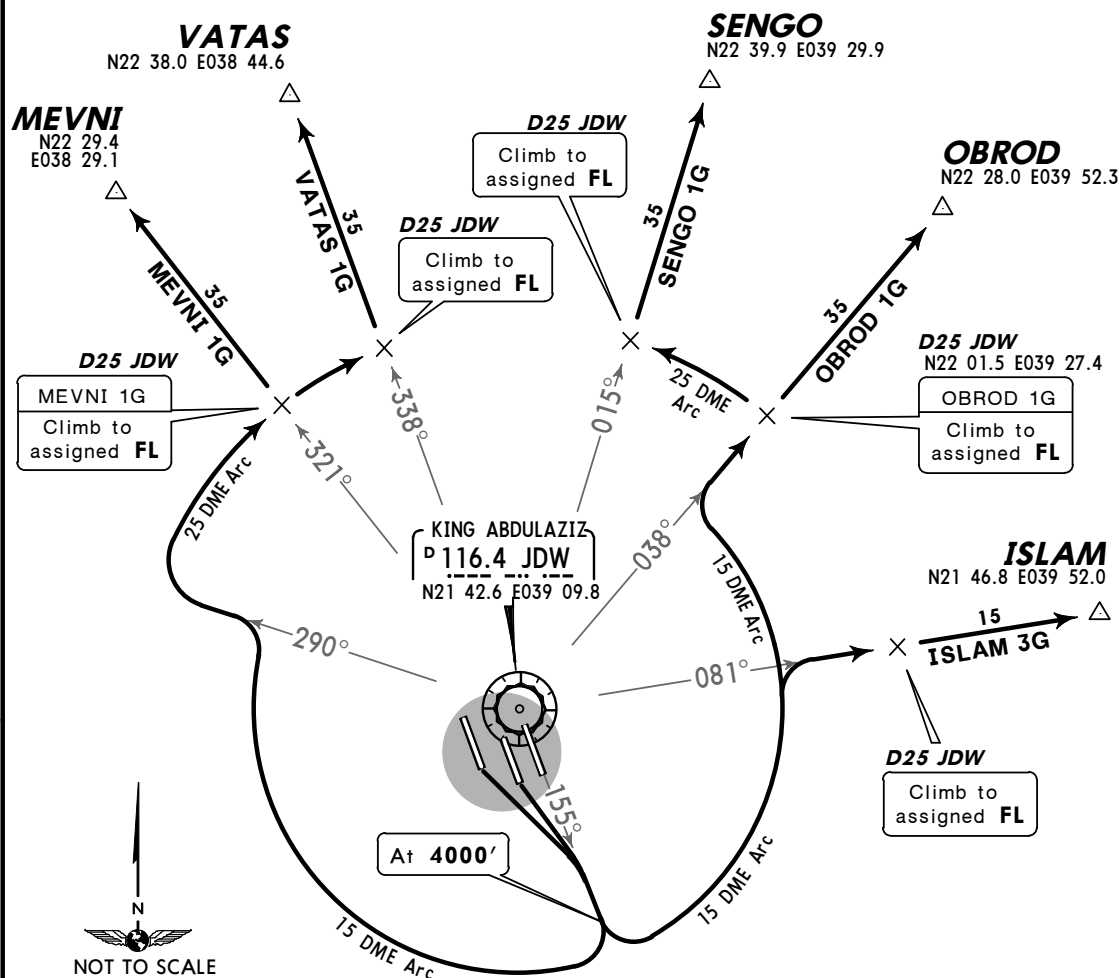 VATAS
N22 38.0 E038 44.6
SENGO
N22 39.9 E039 29.9
MEVNI
N22 29.4
E038 29.1
D25 JDW
Climb to
assigned FL
OBROD
N22 28.0 E039 52.3
35
VATAS 1G
35
SENGO 1G
D25 JDW
Climb to
assigned FL
35
MEVNI 1G
35
OBROD 1G
D25 JDW
MEVNI 1G
Climb to
assigned FL
D25 JDW
N22 01.5 E039 27.4
OBROD 1G
Climb to
assigned FL
25 DME
Arc
338°
015°
321°
25 DME Arc
KING ABDULAZIZ
D 116.4 JDW
N21 42.6 E039 09.8
038°
15 DME Arc
ISLAM
N21 46.8 E039 52.0
15
ISLAM 3G
290°
081°
D25 JDW
Climb to
assigned FL
155°
At 4000'
15 DME Arc
15 DME Arc
N
NOT TO SCALE